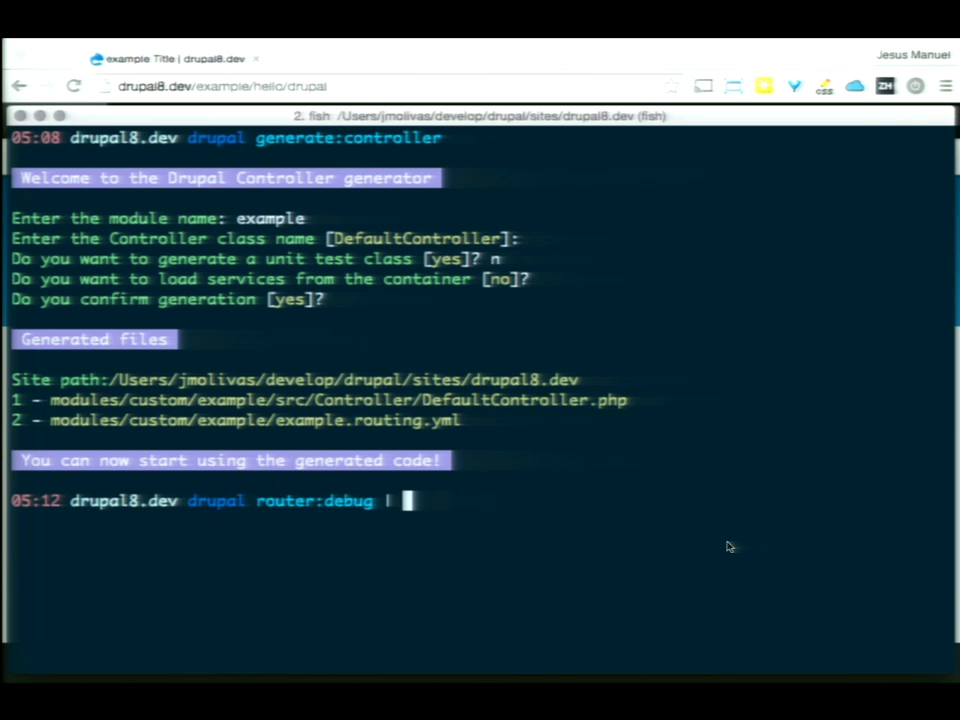 example Title | drupal8.dev ×
Jesus Manuel
drupal8.dev/example/hello/drupal
css
ZH
2. fish /Users/jmolivas/develop/drupal/sites/drupal8.dev (fish)
05:08 drupal8.dev drupal generate:controller
Welcome to the Drupal Controller generator
Enter the module name: example
Enter the Controller class name [DefaultController]:
Do you want to generate a unit test class [yes]? n
Do you want to load services from the container [no]?
Do you confirm generation [yes]?
Generated files
Site path:/Users/jmolivas/develop/drupal/sites/drupal8.dev
1 - modules/custom/example/src/Controller/DefaultController.php
2 - modules/custom/example/example.routing.yml
You can now start using the generated code!
05:12 drupal8.dev drupal router:debug |